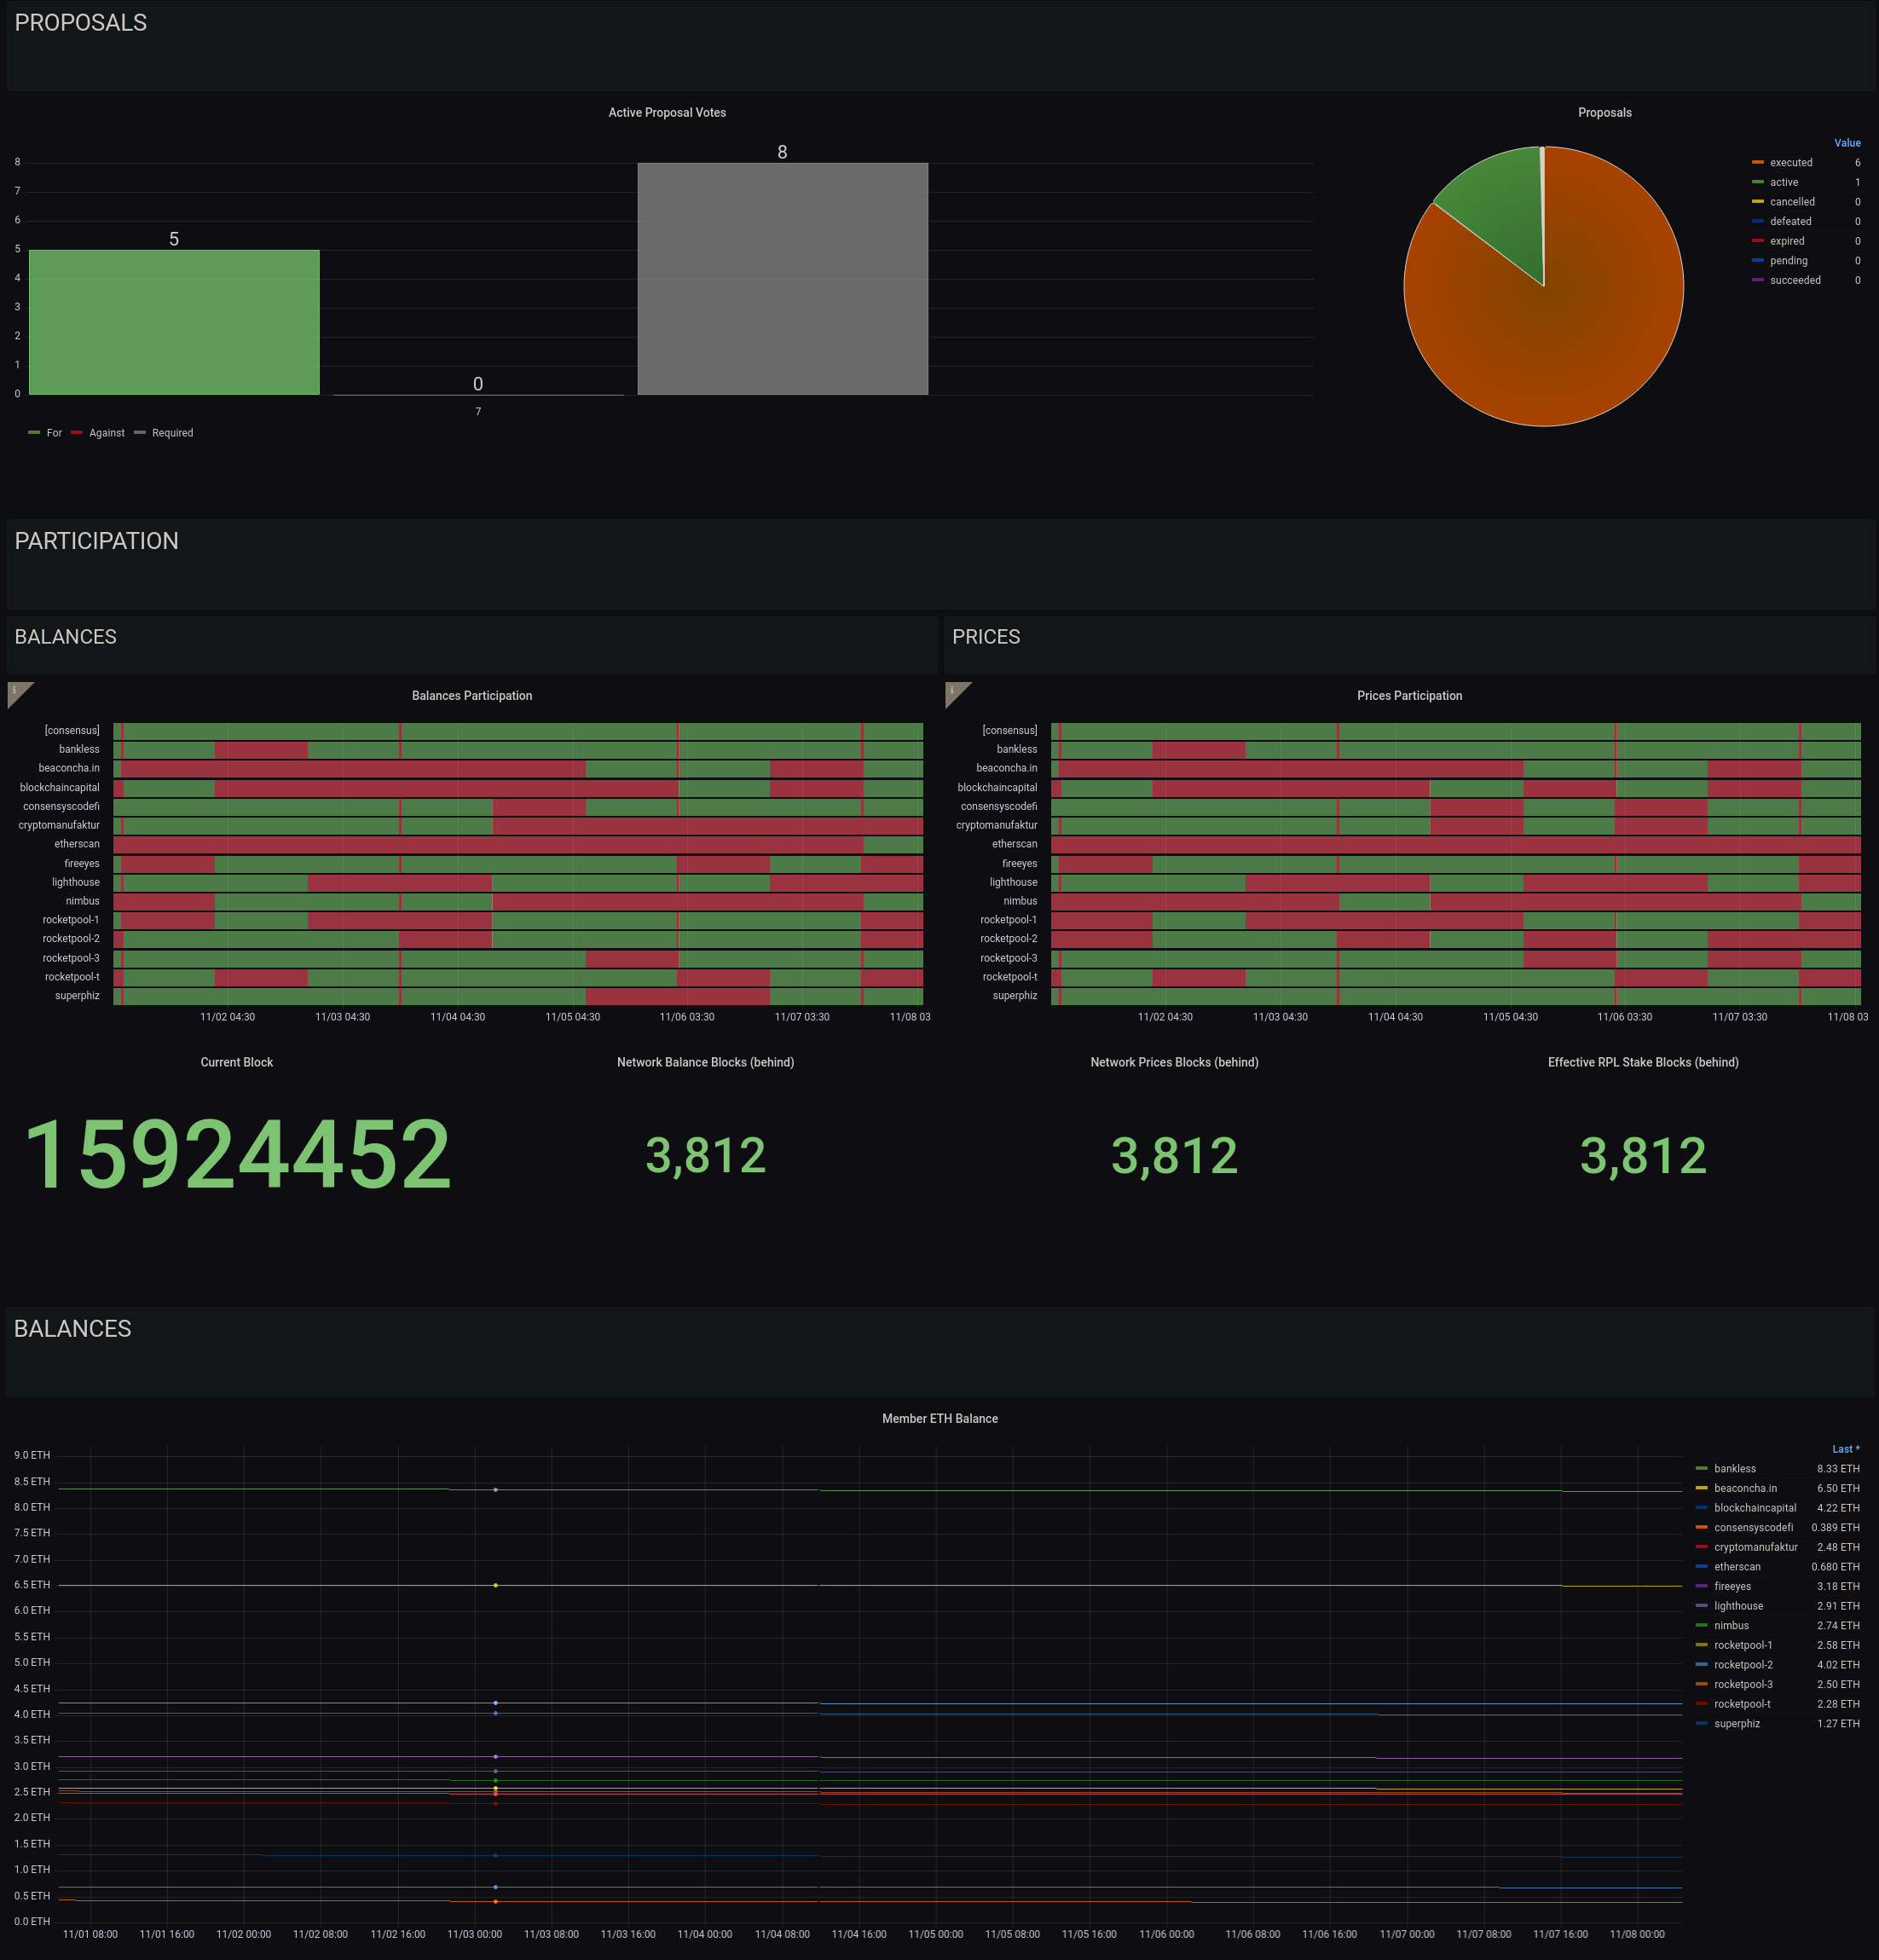 PROPOSALS
Active Proposal Votes
8
7
6
5
4
3
2
1
0
5
0
8
7
For Against Required
Proposals
Value
executed 6
active 1
cancelled 0
defeated 0
expired 0
pending 0
succeeded 0
PARTICIPATION
BALANCES
PRICES
i
Balances Participation
[consensus]
bankless
beaconcha.in
blockchaincapital
consensyscodefi
cryptomanufaktur
etherscan
fireeyes
lighthouse
nimbus
rocketpool-1
rocketpool-2
rocketpool-3
rocketpool-t
superphiz
11/02 04:30 11/03 04:30 11/04 04:30 11/05 04:30 11/06 03:30 11/07 03:30 11/08 03
i
Prices Participation
[consensus]
bankless
beaconcha.in
blockchaincapital
consensyscodefi
cryptomanufaktur
etherscan
fireeyes
lighthouse
nimbus
rocketpool-1
rocketpool-2
rocketpool-3
rocketpool-t
superphiz
11/02 04:30 11/03 04:30 11/04 04:30 11/05 04:30 11/06 03:30 11/07 03:30 11/08 03
Current Block
15924452
Network Balance Blocks (behind)
3,812
Network Prices Blocks (behind)
3,812
Effective RPL Stake Blocks (behind)
3,812
BALANCES
Member ETH Balance
9.0 ETH
8.5 ETH
8.0 ETH
7.5 ETH
7.0 ETH
6.5 ETH
6.0 ETH
5.5 ETH
5.0 ETH
4.5 ETH
4.0 ETH
3.5 ETH
3.0 ETH
2.5 ETH
2.0 ETH
1.5 ETH
1.0 ETH
0.5 ETH
0.0 ETH
11/01 08:00 11/01 16:00 11/02 00:00 11/02 08:00 11/02 16:00 11/03 00:00 11/03 08:00 11/03 16:00 11/04 00:00 11/04 08:00 11/04 16:00 11/05 00:00 11/05 08:00 11/05 16:00 11/06 00:00 11/06 08:00 11/06 16:00 11/07 00:00 11/07 08:00 11/07 16:00 11/08 00:00
Last *
bankless 8.33 ETH
beaconcha.in 6.50 ETH
blockchaincapital 4.22 ETH
consensyscodefi 0.389 ETH
cryptomanufaktur 2.48 ETH
etherscan 0.680 ETH
fireeyes 3.18 ETH
lighthouse 2.91 ETH
nimbus 2.74 ETH
rocketpool-1 2.58 ETH
rocketpool-2 4.02 ETH
rocketpool-3 2.50 ETH
rocketpool-t 2.28 ETH
superphiz 1.27 ETH